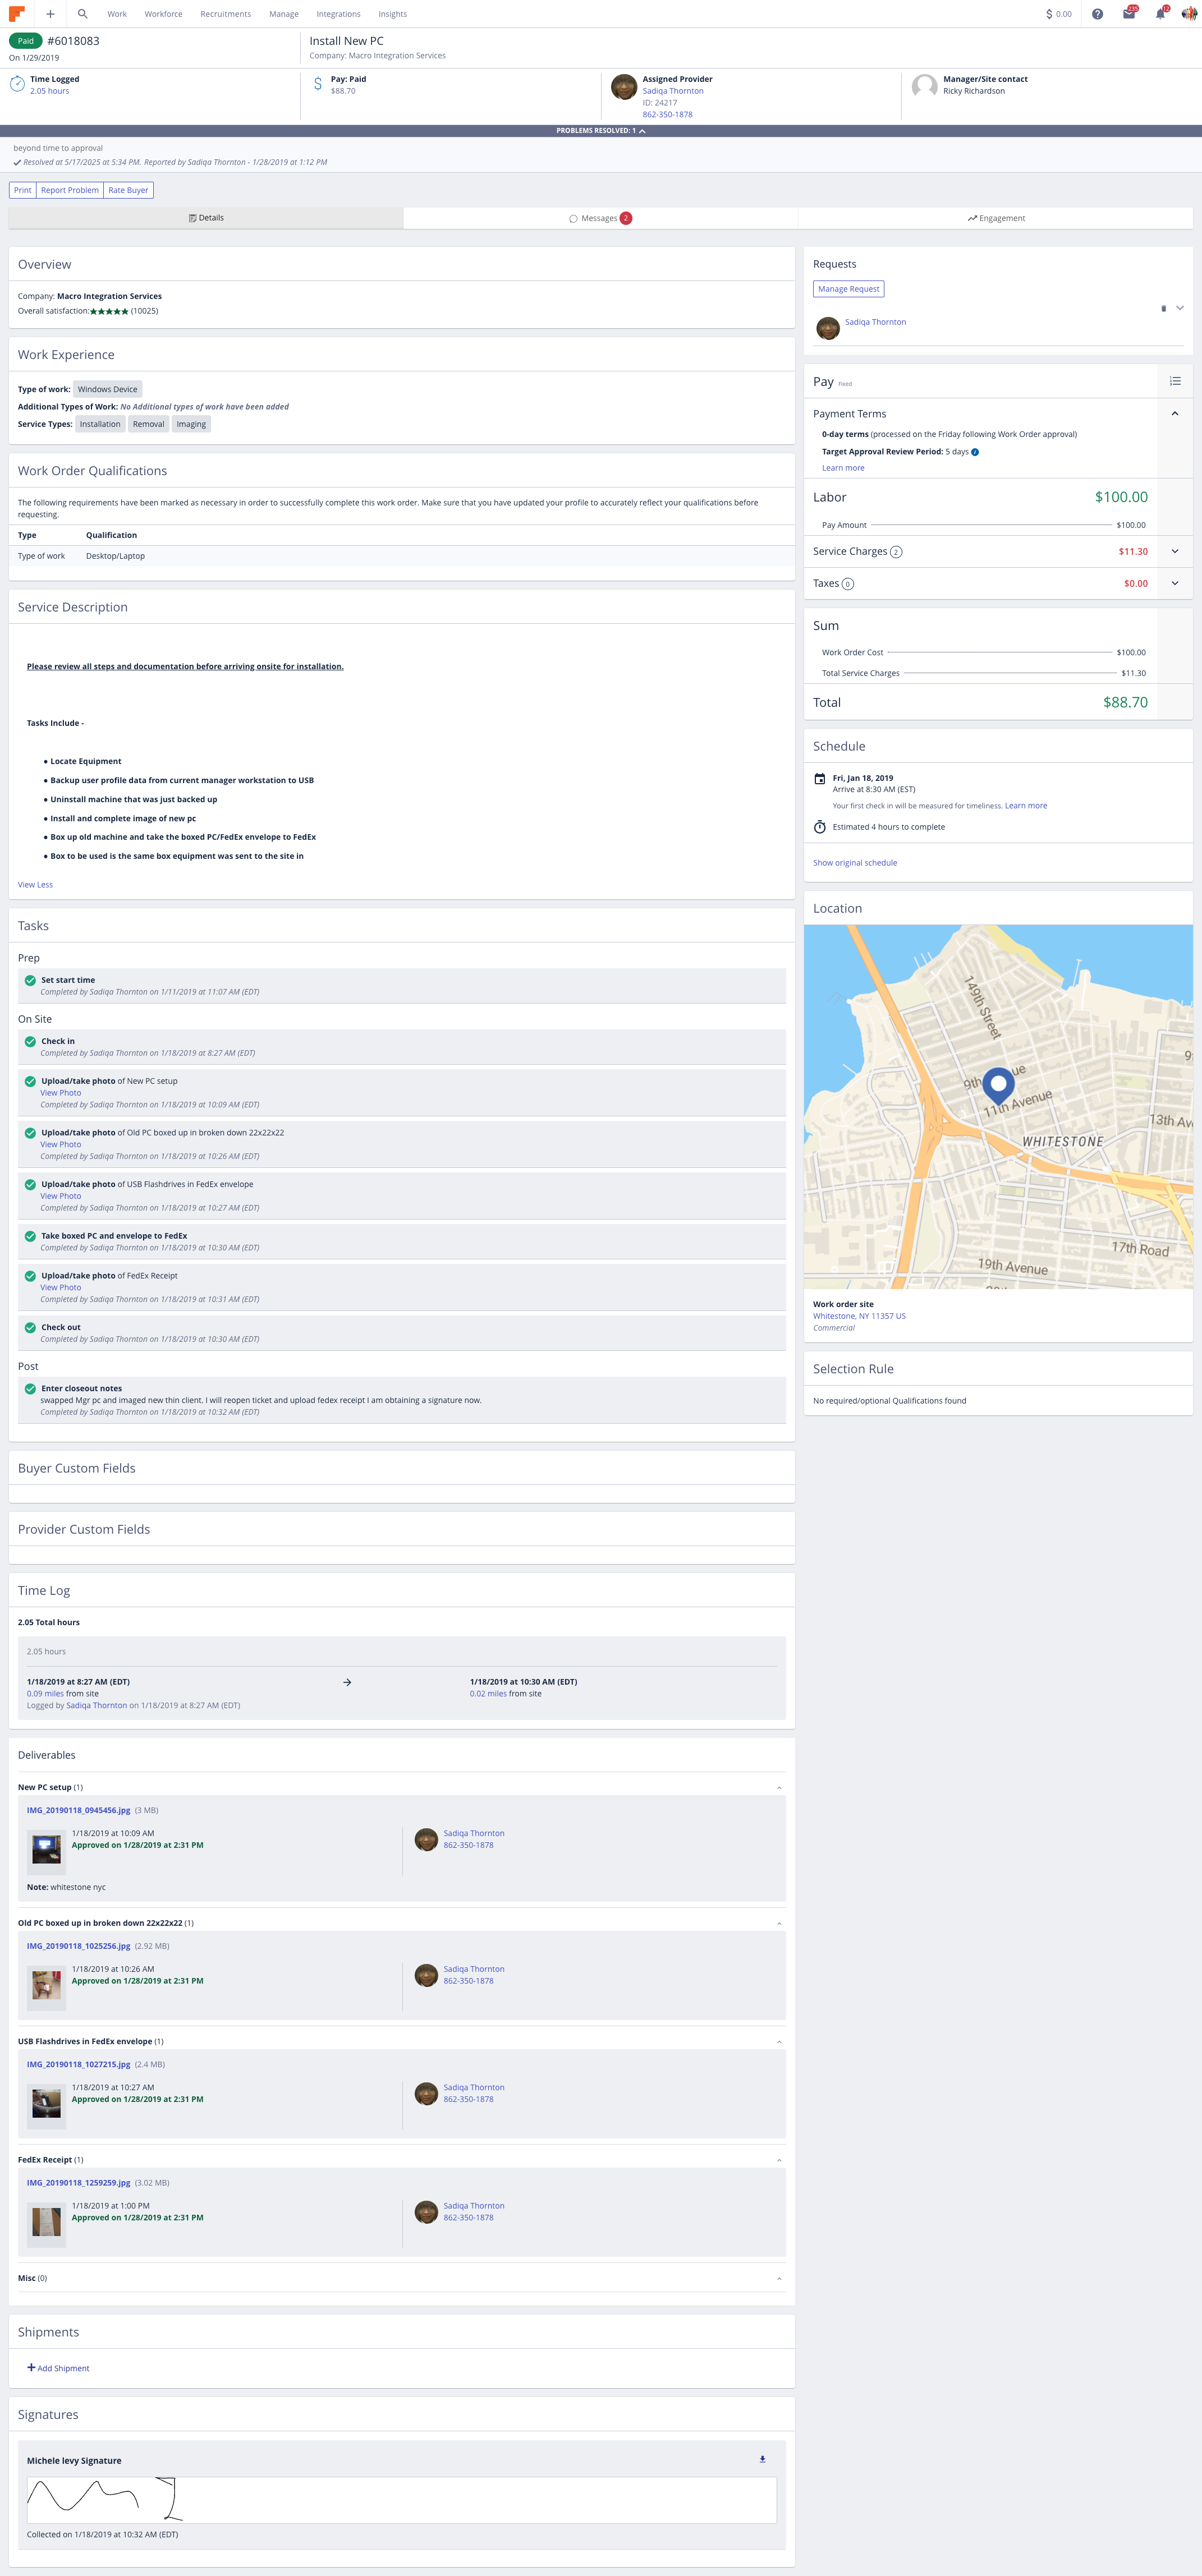 Work Workforce Recruitments Manage Integrations Insights
$ 0.00 235 12
Paid #6018083
On 1/29/2019
Install New PC
Company: Macro Integration Services
Time Logged
2.05 hours
Pay: Paid
$88.70
Assigned Provider
Sadiqa Thornton
ID: 24217
862-350-1878
Manager/Site contact
Ricky Richardson
PROBLEMS RESOLVED: 1
beyond time to approval
Resolved at 5/17/2025 at 5:34 PM. Reported by Sadiqa Thornton - 1/28/2019 at 1:12 PM
Print Report Problem Rate Buyer
Details Messages 2 Engagement
Overview
Company: Macro Integration Services
Overall satisfaction: ★★★★★ (10025)
Work Experience
Type of work: Windows Device
Additional Types of Work: No Additional types of work have been added
Service Types: Installation Removal Imaging
Work Order Qualifications
The following requirements have been marked as necessary in order to successfully complete this work order. Make sure that you have updated your profile to accurately reflect your qualifications before
requesting.
Type Qualification
Type of work Desktop/Laptop
Service Description
Please review all steps and documentation before arriving onsite for installation.
Tasks Include -
● Locate Equipment
● Backup user profile data from current manager workstation to USB
● Uninstall machine that was just backed up
● Install and complete image of new pc
● Box up old machine and take the boxed PC/FedEx envelope to FedEx
● Box to be used is the same box equipment was sent to the site in
View Less
Tasks
Prep
Set start time
Completed by Sadiqa Thornton on 1/11/2019 at 11:07 AM (EDT)
On Site
Check in
Completed by Sadiqa Thornton on 1/18/2019 at 8:27 AM (EDT)
Upload/take photo of New PC setup
View Photo
Completed by Sadiqa Thornton on 1/18/2019 at 10:09 AM (EDT)
Upload/take photo of Old PC boxed up in broken down 22x22x22
View Photo
Completed by Sadiqa Thornton on 1/18/2019 at 10:26 AM (EDT)
Upload/take photo of USB Flashdrives in FedEx envelope
View Photo
Completed by Sadiqa Thornton on 1/18/2019 at 10:27 AM (EDT)
Take boxed PC and envelope to FedEx
Completed by Sadiqa Thornton on 1/18/2019 at 10:30 AM (EDT)
Upload/take photo of FedEx Receipt
View Photo
Completed by Sadiqa Thornton on 1/18/2019 at 10:31 AM (EDT)
Check out
Completed by Sadiqa Thornton on 1/18/2019 at 10:30 AM (EDT)
Post
Enter closeout notes
swapped Mgr pc and imaged new thin client. I will reopen ticket and upload fedex receipt I am obtaining a signature now.
Completed by Sadiqa Thornton on 1/18/2019 at 10:32 AM (EDT)
Buyer Custom Fields
Provider Custom Fields
Time Log
2.05 Total hours
2.05 hours
1/18/2019 at 8:27 AM (EDT) 1/18/2019 at 10:30 AM (EDT)
0.09 miles from site 0.02 miles from site
Logged by Sadiqa Thornton on 1/18/2019 at 8:27 AM (EDT)
Deliverables
New PC setup (1)
IMG_20190118_0945456.jpg (3 MB)
1/18/2019 at 10:09 AM
Approved on 1/28/2019 at 2:31 PM
Sadiqa Thornton
862-350-1878
Note: whitestone nyc
Old PC boxed up in broken down 22x22x22 (1)
IMG_20190118_1025256.jpg (2.92 MB)
1/18/2019 at 10:26 AM
Approved on 1/28/2019 at 2:31 PM
Sadiqa Thornton
862-350-1878
USB Flashdrives in FedEx envelope (1)
IMG_20190118_1027215.jpg (2.4 MB)
1/18/2019 at 10:27 AM
Approved on 1/28/2019 at 2:31 PM
Sadiqa Thornton
862-350-1878
FedEx Receipt (1)
IMG_20190118_1259259.jpg (3.02 MB)
1/18/2019 at 1:00 PM
Approved on 1/28/2019 at 2:31 PM
Sadiqa Thornton
862-350-1878
Misc (0)
Shipments
Add Shipment
Signatures
Michele levy Signature
Collected on 1/18/2019 at 10:32 AM (EDT)
Requests
Manage Request
Sadiqa Thornton
Pay Fixed
Payment Terms
0-day terms (processed on the Friday following Work Order approval)
Target Approval Review Period: 5 days
Learn more
Labor $100.00
Pay Amount $100.00
Service Charges 2 $11.30
Taxes 0 $0.00
Sum
Work Order Cost $100.00
Total Service Charges $11.30
Total $88.70
Schedule
Fri, Jan 18, 2019
Arrive at 8:30 AM (EST)
Your first check in will be measured for timeliness. Learn more
Estimated 4 hours to complete
Show original schedule
Location
149th Street
11th Avenue
13th Av
WHITESTONE
17th Road
19th Avenue
Work order site
Whitestone, NY 11357 US
Commercial
Selection Rule
No required/optional Qualifications found